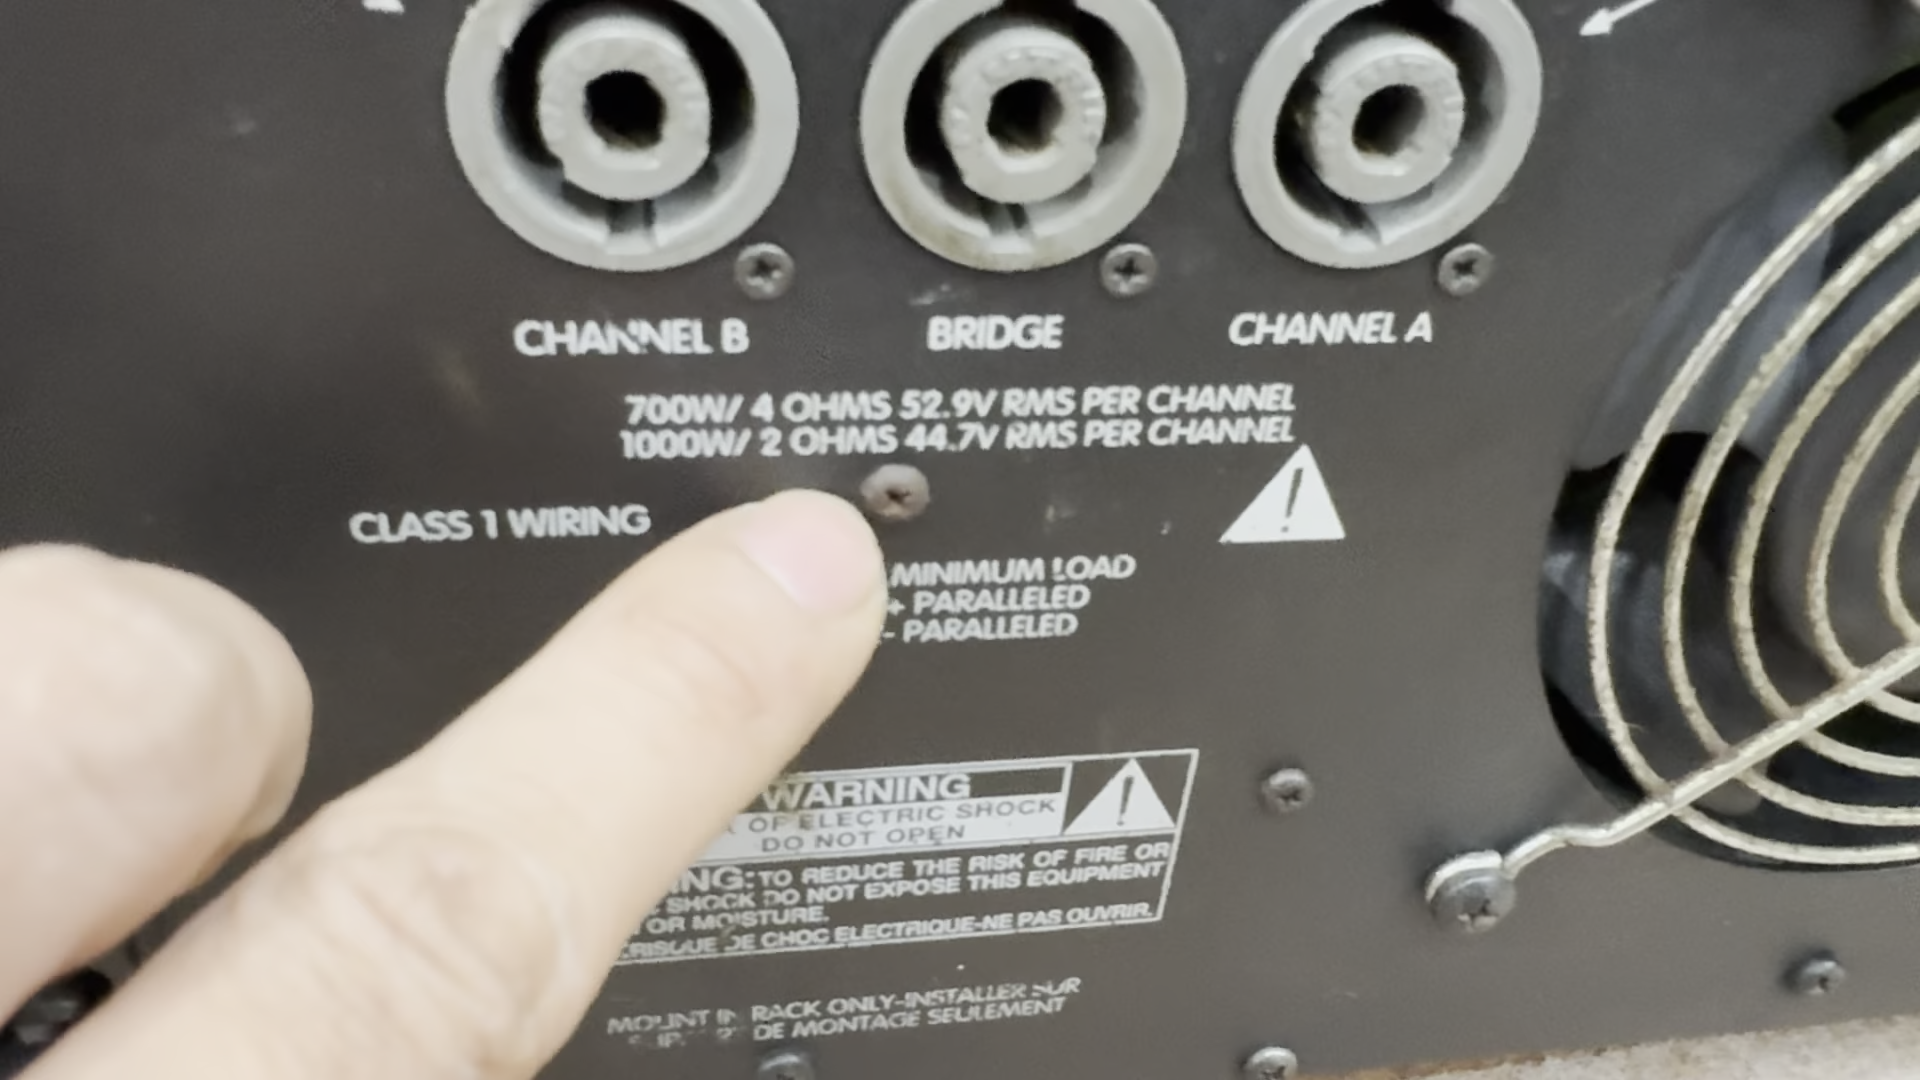 CHANNEL B
BRIDGE
CHANNEL A
700W/ 4 OHMS 52.9V RMS PER CHANNEL
1000W/ 2 OHMS 44.7V RMS PER CHANNEL
CLASS 1 WIRING
MINIMUM LOAD
+ PARALLELED
- PARALLELED
WARNING
OF ELECTRIC SHOCK
DO NOT OPEN
TO REDUCE THE RISK OF FIRE OR
SHOCK DO NOT EXPOSE THIS EQUIPMENT
OR MOISTURE.
DE CHOC ELECTRIQUE-NE PAS OUVRIR.
MOUNT IN RACK ONLY-INSTALLER SUR
DE MONTAGE SEULEMENT